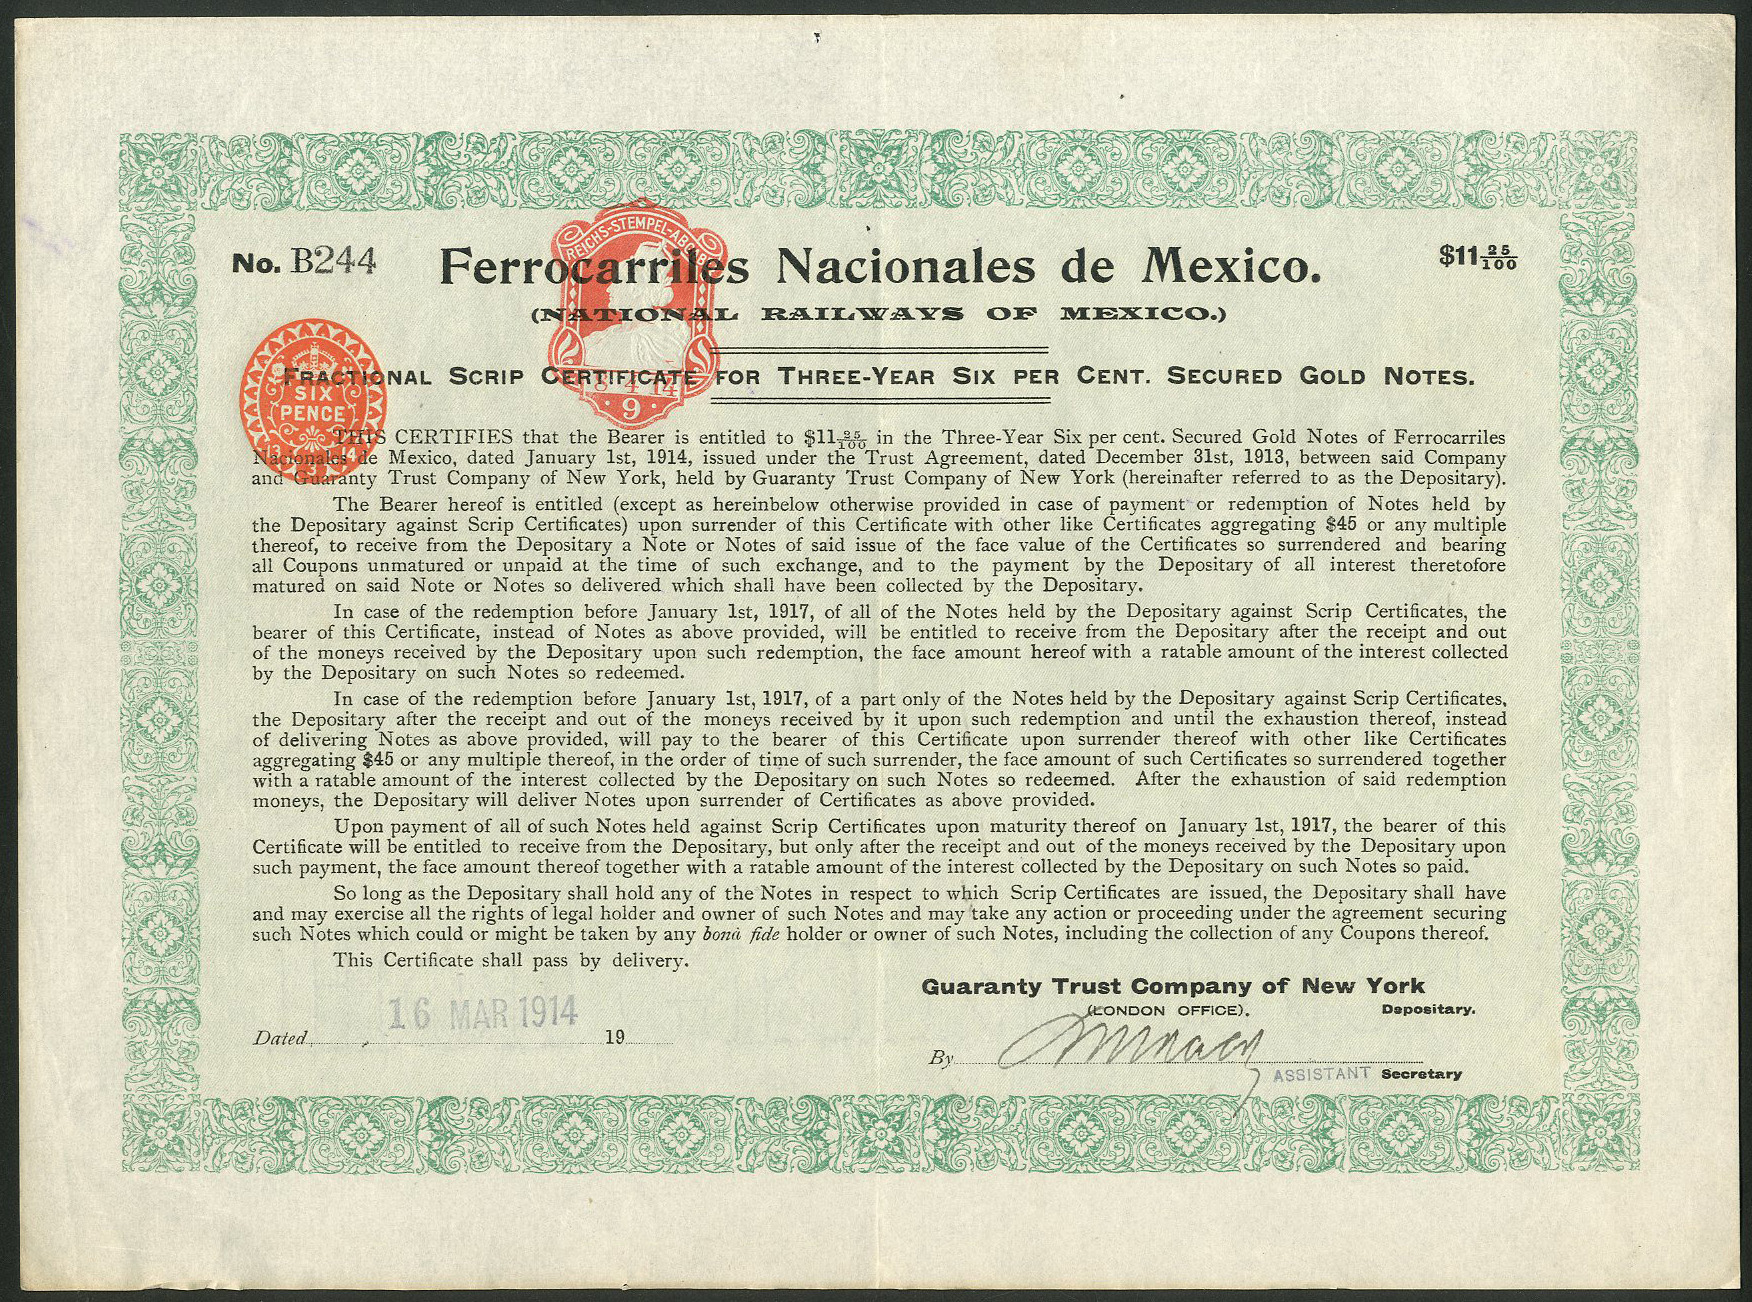 No. B244
Ferrocarriles Nacionales de Mexico.
$11 25/100
(NATIONAL RAILWAYS OF MEXICO.)
REICHS-STEMPEL-ABGABE
9
SIX
PENCE
FRACTIONAL SCRIP CERTIFICATE FOR THREE-YEAR SIX PER CENT. SECURED GOLD NOTES.
THIS CERTIFIES that the Bearer is entitled to $11 25/100 in the Three-Year Six per cent. Secured Gold Notes of Ferrocarriles
Nacionales de Mexico, dated January 1st, 1914, issued under the Trust Agreement, dated December 31st, 1913, between said Company
and Guaranty Trust Company of New York, held by Guaranty Trust Company of New York (hereinafter referred to as the Depositary).
The Bearer hereof is entitled (except as hereinbelow otherwise provided in case of payment or redemption of Notes held by
the Depositary against Scrip Certificates) upon surrender of this Certificate with other like Certificates aggregating $45 or any multiple
thereof, to receive from the Depositary a Note or Notes of said issue of the face value of the Certificates so surrendered and bearing
all Coupons unmatured or unpaid at the time of such exchange, and to the payment by the Depositary of all interest theretofore
matured on said Note or Notes so delivered which shall have been collected by the Depositary.
In case of the redemption before January 1st, 1917, of all of the Notes held by the Depositary against Scrip Certificates, the
bearer of this Certificate, instead of Notes as above provided, will be entitled to receive from the Depositary after the receipt and out
of the moneys received by the Depositary upon such redemption, the face amount hereof with a ratable amount of the interest collected
by the Depositary on such Notes so redeemed.
In case of the redemption before January 1st, 1917, of a part only of the Notes held by the Depositary against Scrip Certificates,
the Depositary after the receipt and out of the moneys received by it upon such redemption and until the exhaustion thereof, instead
of delivering Notes as above provided, will pay to the bearer of this Certificate upon surrender thereof with other like Certificates
aggregating $45 or any multiple thereof, in the order of time of such surrender, the face amount of such Certificates so surrendered together
with a ratable amount of the interest collected by the Depositary on such Notes so redeemed. After the exhaustion of said redemption
moneys, the Depositary will deliver Notes upon surrender of Certificates as above provided.
Upon payment of all of such Notes held against Scrip Certificates upon maturity thereof on January 1st, 1917, the bearer of this
Certificate will be entitled to receive from the Depositary, but only after the receipt and out of the moneys received by the Depositary upon
such payment, the face amount thereof together with a ratable amount of the interest collected by the Depositary on such Notes so paid.
So long as the Depositary shall hold any of the Notes in respect to which Scrip Certificates are issued, the Depositary shall have
and may exercise all the rights of legal holder and owner of such Notes and may take any action or proceeding under the agreement securing
such Notes which could or might be taken by any bonâ fide holder or owner of such Notes, including the collection of any Coupons thereof.
This Certificate shall pass by delivery.
Guaranty Trust Company of New York
(LONDON OFFICE). Depositary.
16 MAR 1914
Dated 19
By
ASSISTANT Secretary